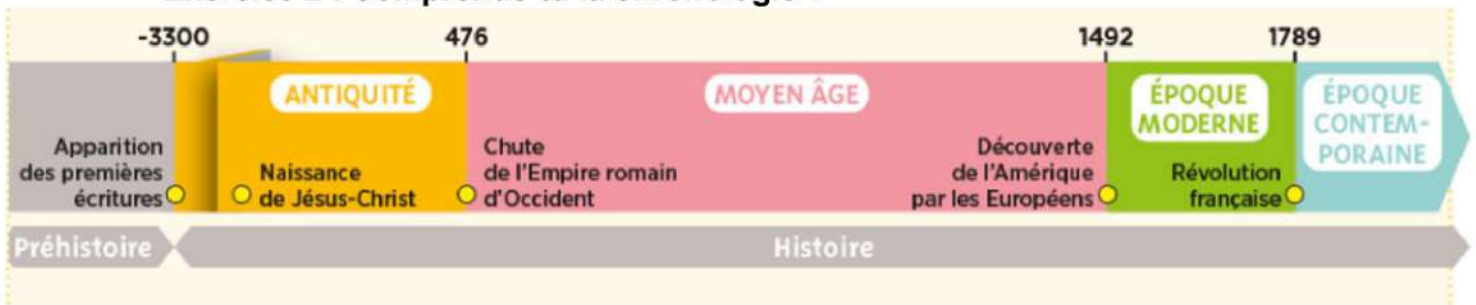 -3300 476 1492 1789
ANTIQUITÉ
MOYEN ÂGE
ÉPOQUE
MODERNE
ÉPOQUE
CONTEM-
PORAINE
Apparition
des premières
écritures
Naissance
de Jésus-Christ
Chute
de l'Empire romain
d'Occident
Découverte
de l'Amérique
par les Européens
Révolution
française
Préhistoire
Histoire